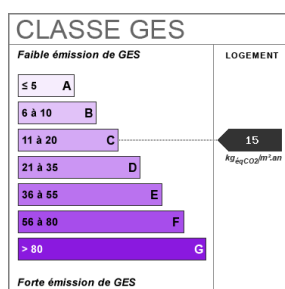 CLASSE GES
Faible émission de GES
LOGEMENT
≤ 5 A
6 à 10 B
11 à 20 C
15
kgéqCO2/m².an
21 à 35 D
36 à 55 E
56 à 80 F
> 80 G
Forte émission de GES